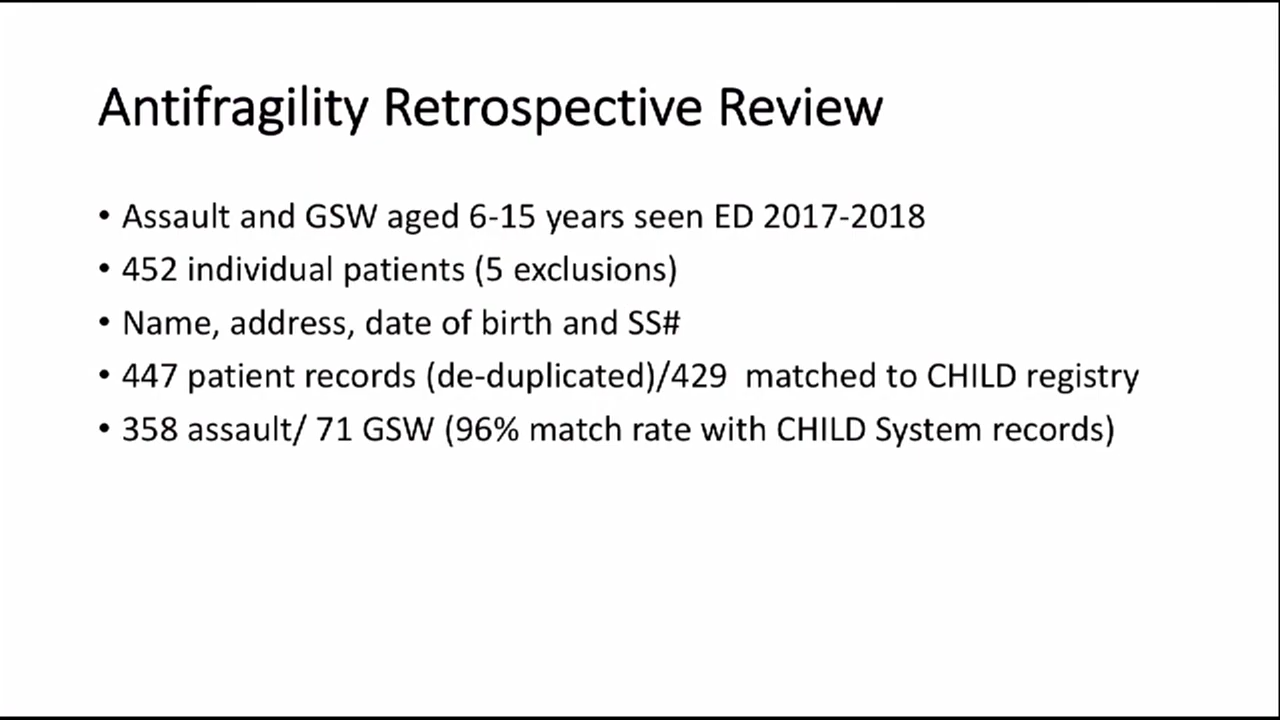 Antifragility Retrospective Review
• Assault and GSW aged 6-15 years seen ED 2017-2018
• 452 individual patients (5 exclusions)
• Name, address, date of birth and SS#
• 447 patient records (de-duplicated)/429  matched to CHILD registry
• 358 assault/ 71 GSW (96% match rate with CHILD System records)